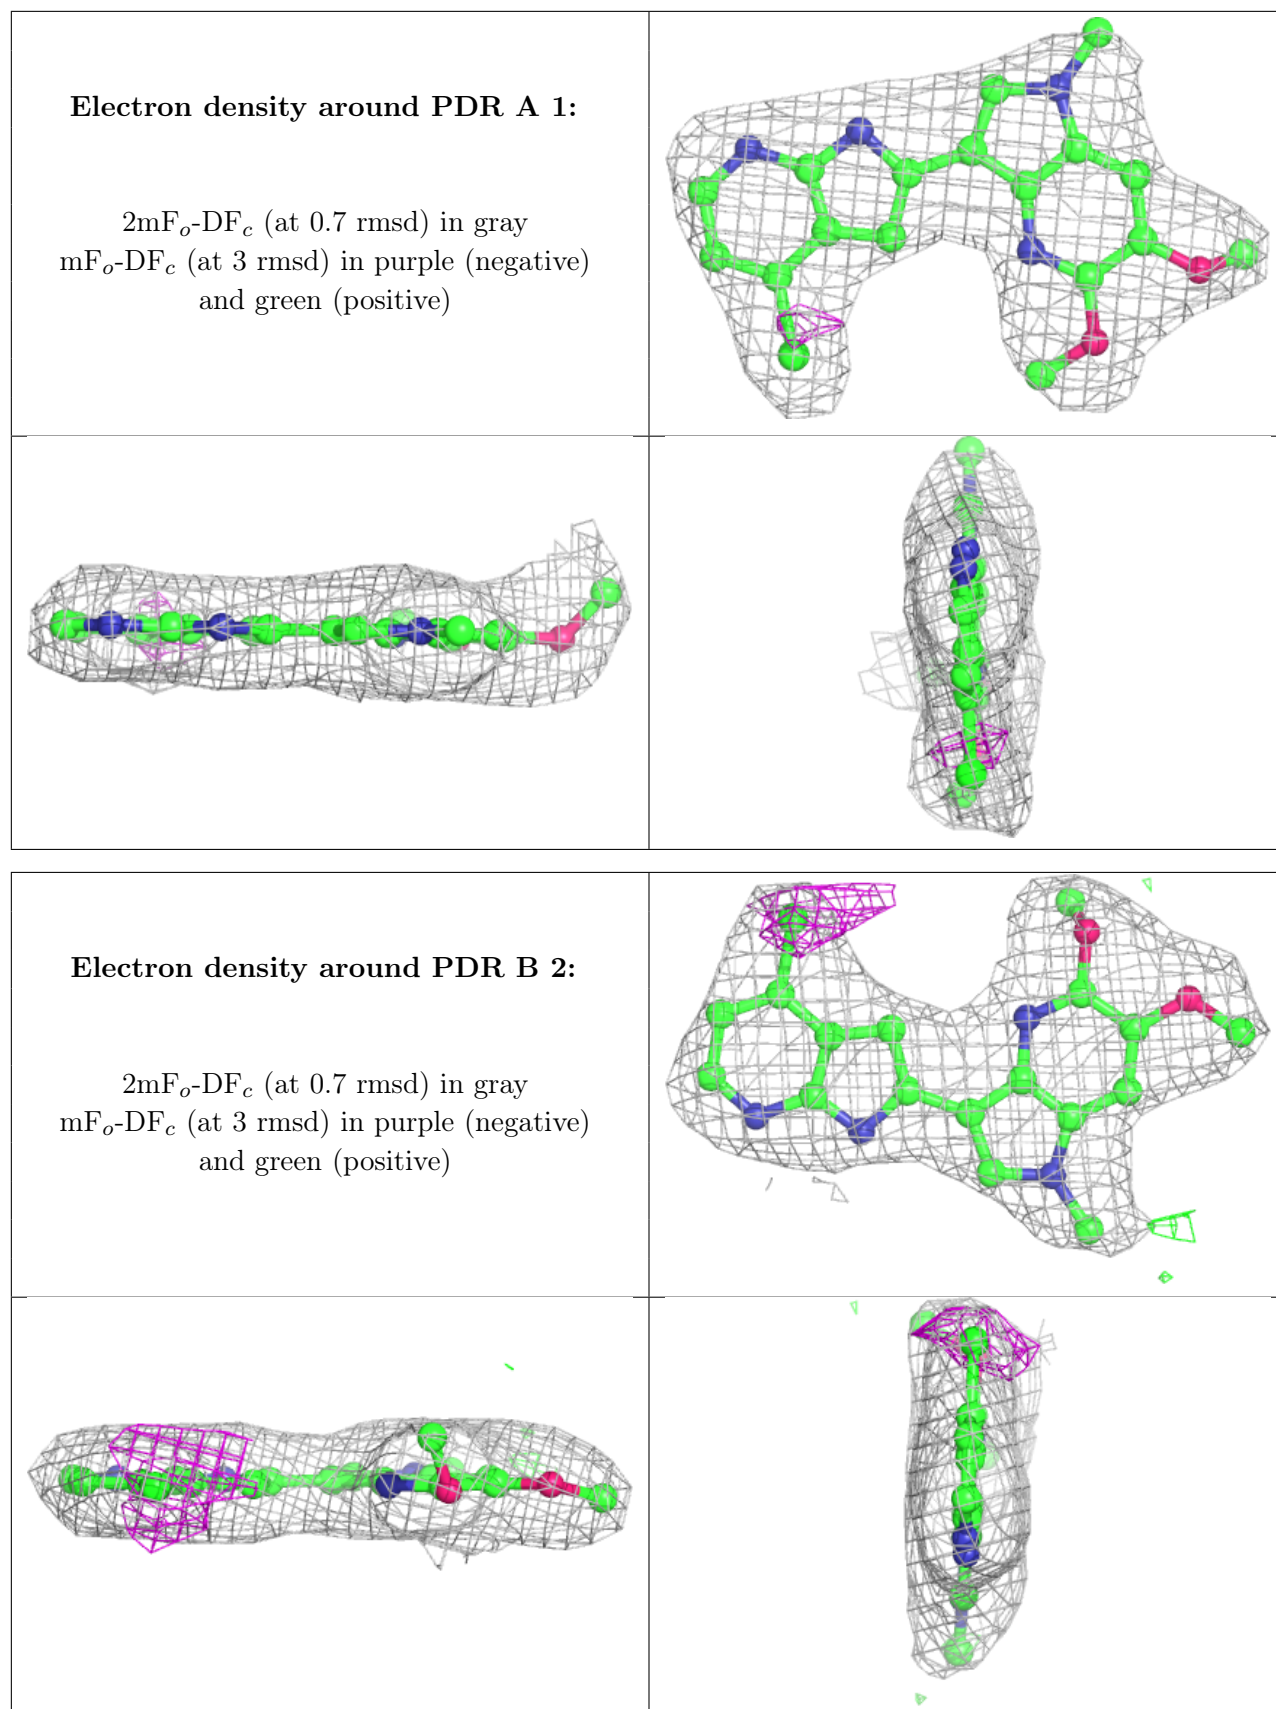 Electron density around PDR A 1:
2mFo-DFc (at 0.7 rmsd) in gray
mFo-DFc (at 3 rmsd) in purple (negative)
and green (positive)
Electron density around PDR B 2:
2mFo-DFc (at 0.7 rmsd) in gray
mFo-DFc (at 3 rmsd) in purple (negative)
and green (positive)